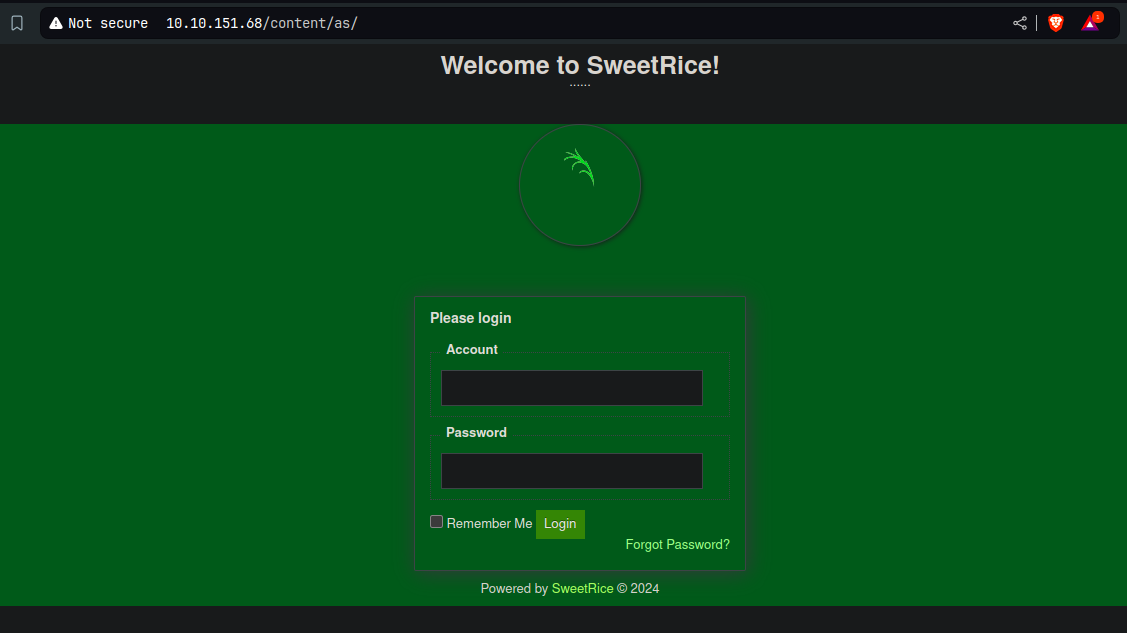 Not secure 10.10.151.68/content/as/
1
Welcome to SweetRice!
......
Please login
Account
Password
Remember Me Login
Forgot Password?
Powered by SweetRice © 2024